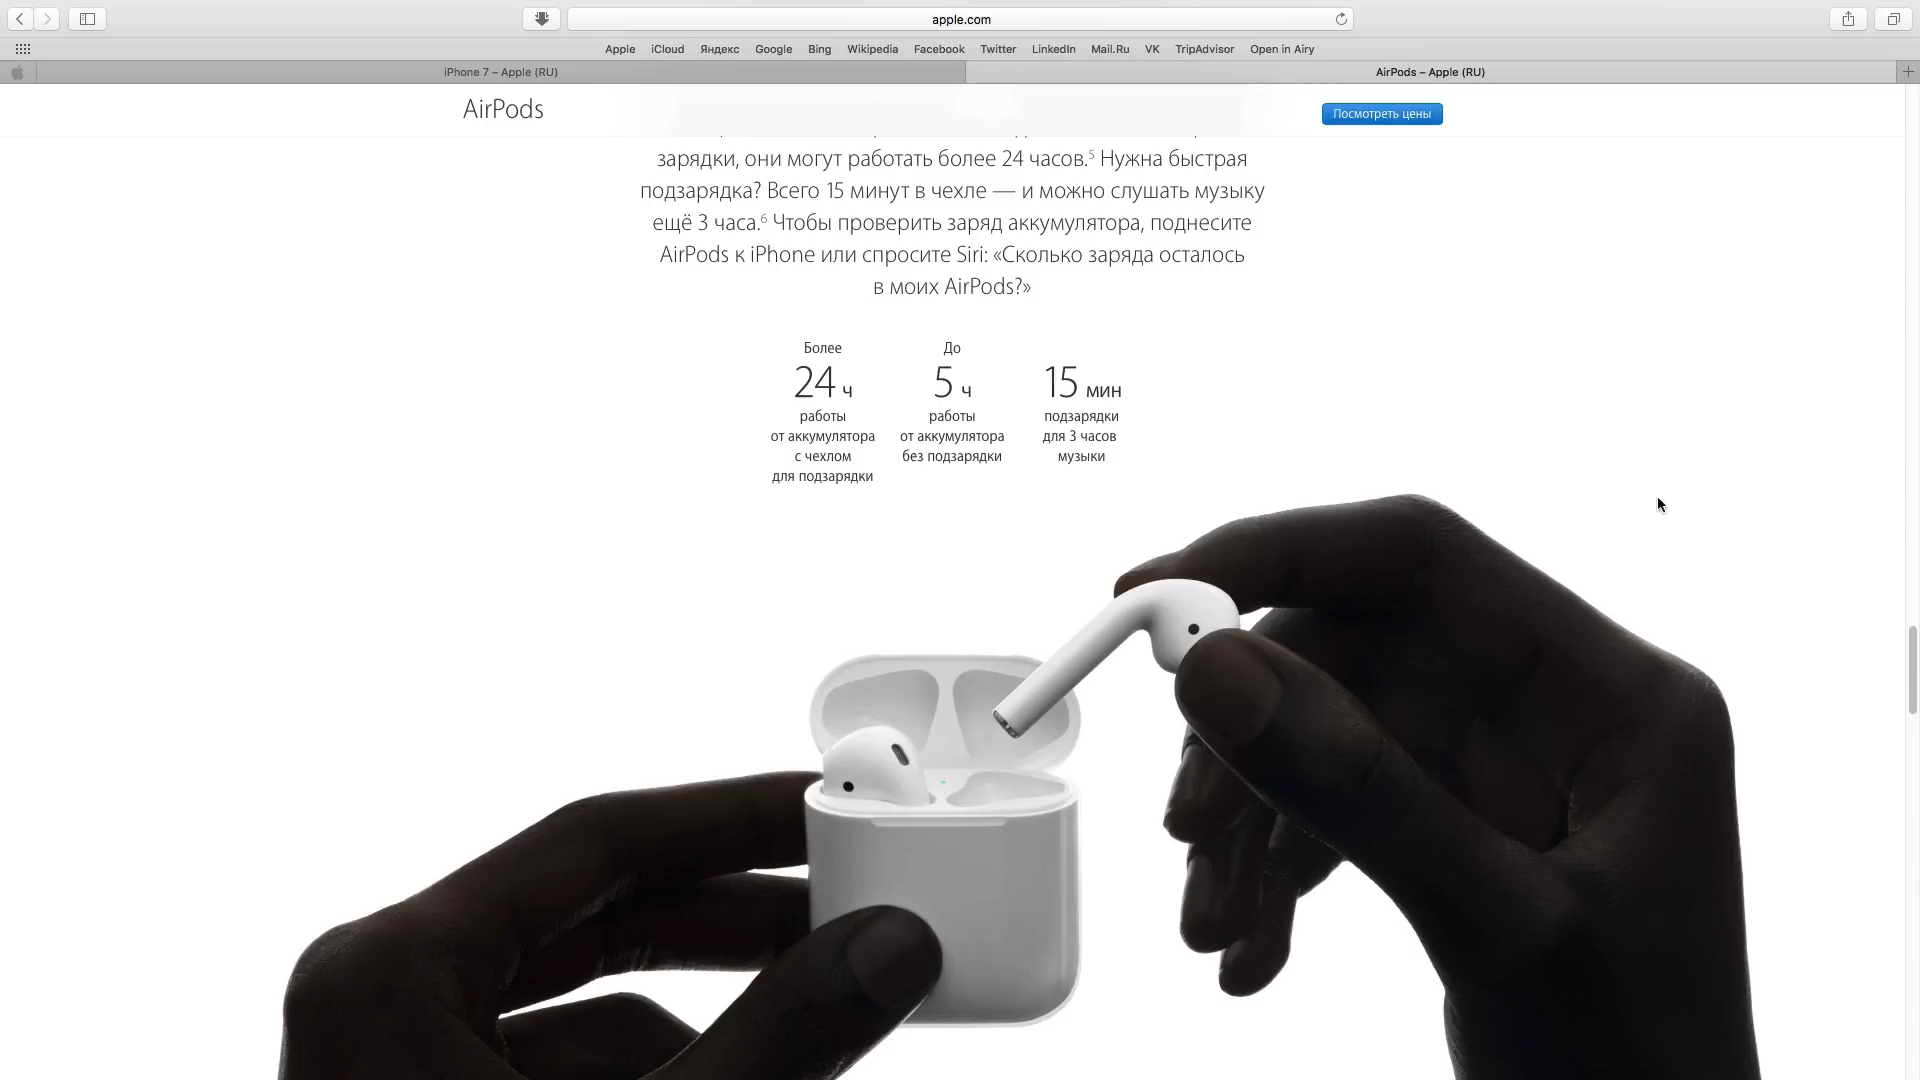 apple.com
Apple iCloud Яндекс Google Bing Wikipedia Facebook Twitter LinkedIn Mail.Ru VK TripAdvisor Open in Airy
iPhone 7 – Apple (RU)
AirPods – Apple (RU)
AirPods
Посмотреть цены
зарядки, они могут работать более 24 часов.⁵ Нужна быстрая
подзарядка? Всего 15 минут в чехле — и можно слушать музыку
ещё 3 часа.⁶ Чтобы проверить заряд аккумулятора, поднесите
AirPods к iPhone или спросите Siri: «Сколько заряда осталось
в моих AirPods?»
Более
24 ч
работы
от аккумулятора
с чехлом
для подзарядки
До
5 ч
работы
от аккумулятора
без подзарядки
15 мин
подзарядки
для 3 часов
музыки